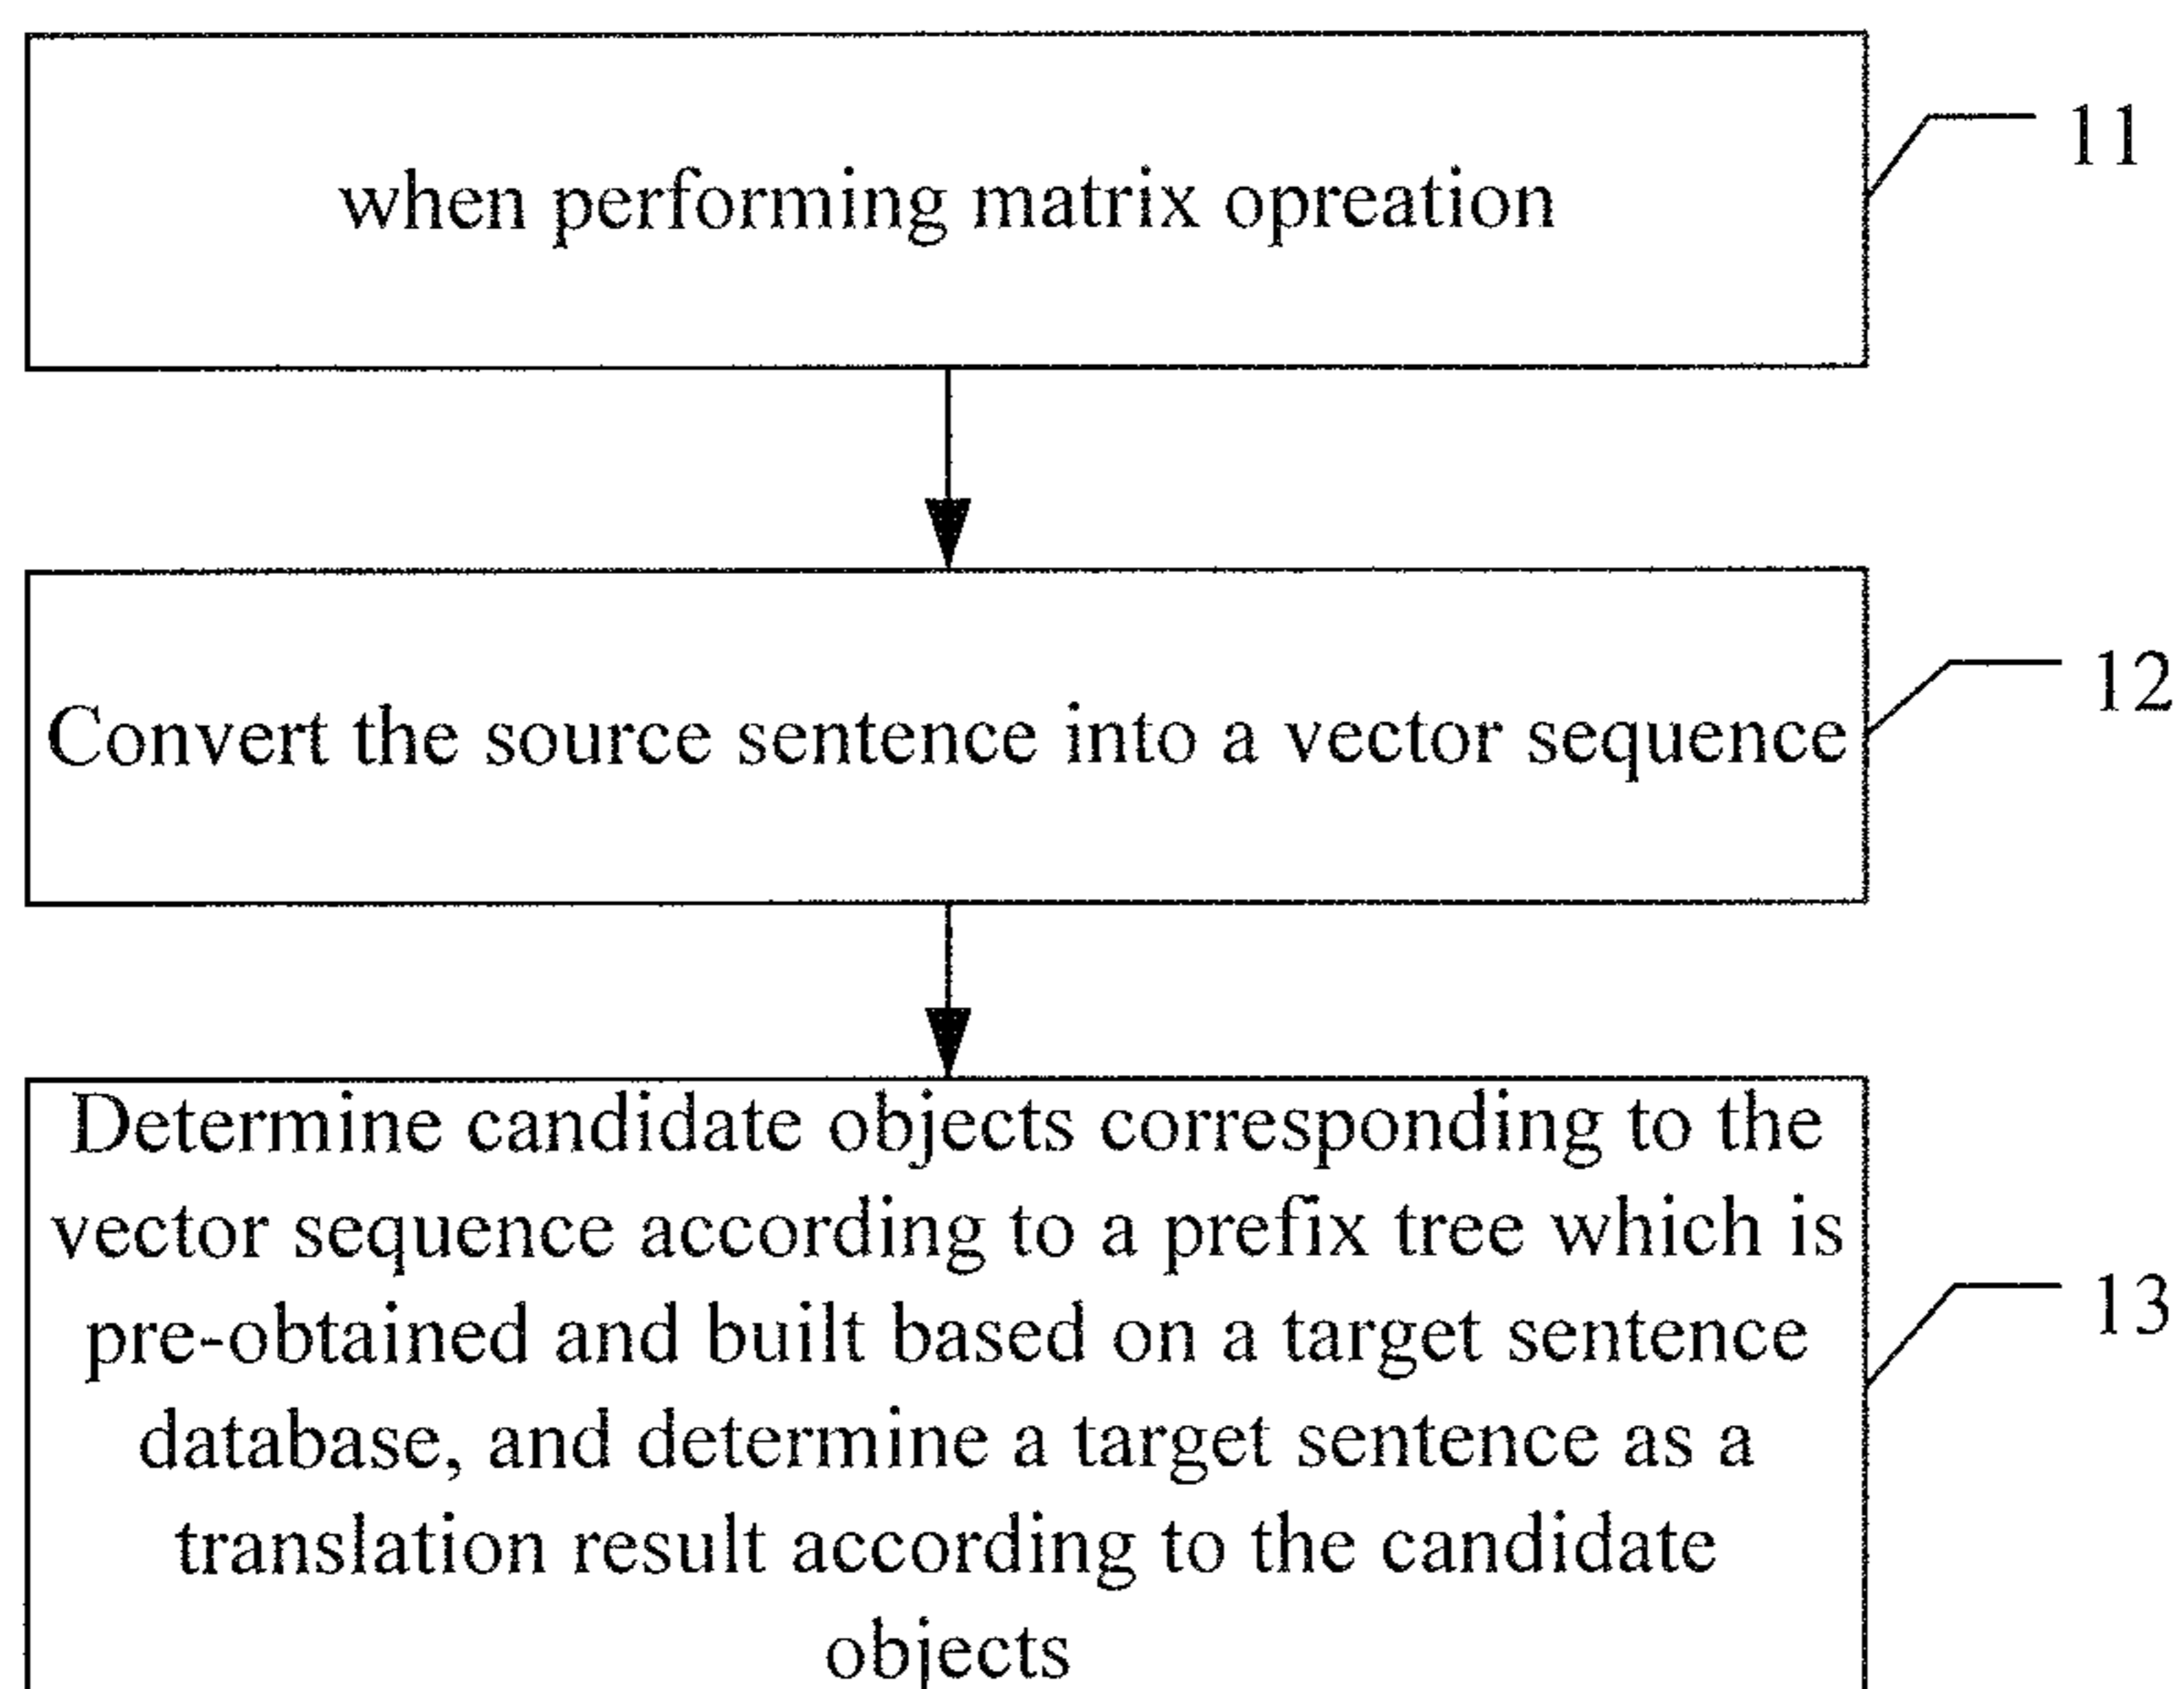 when performing matrix opreation
11
Convert the source sentence into a vector sequence
12
Determine candidate objects corresponding to the
vector sequence according to a prefix tree which is
pre-obtained and built based on a target sentence
database, and determine a target sentence as a
translation result according to the candidate
objects
13